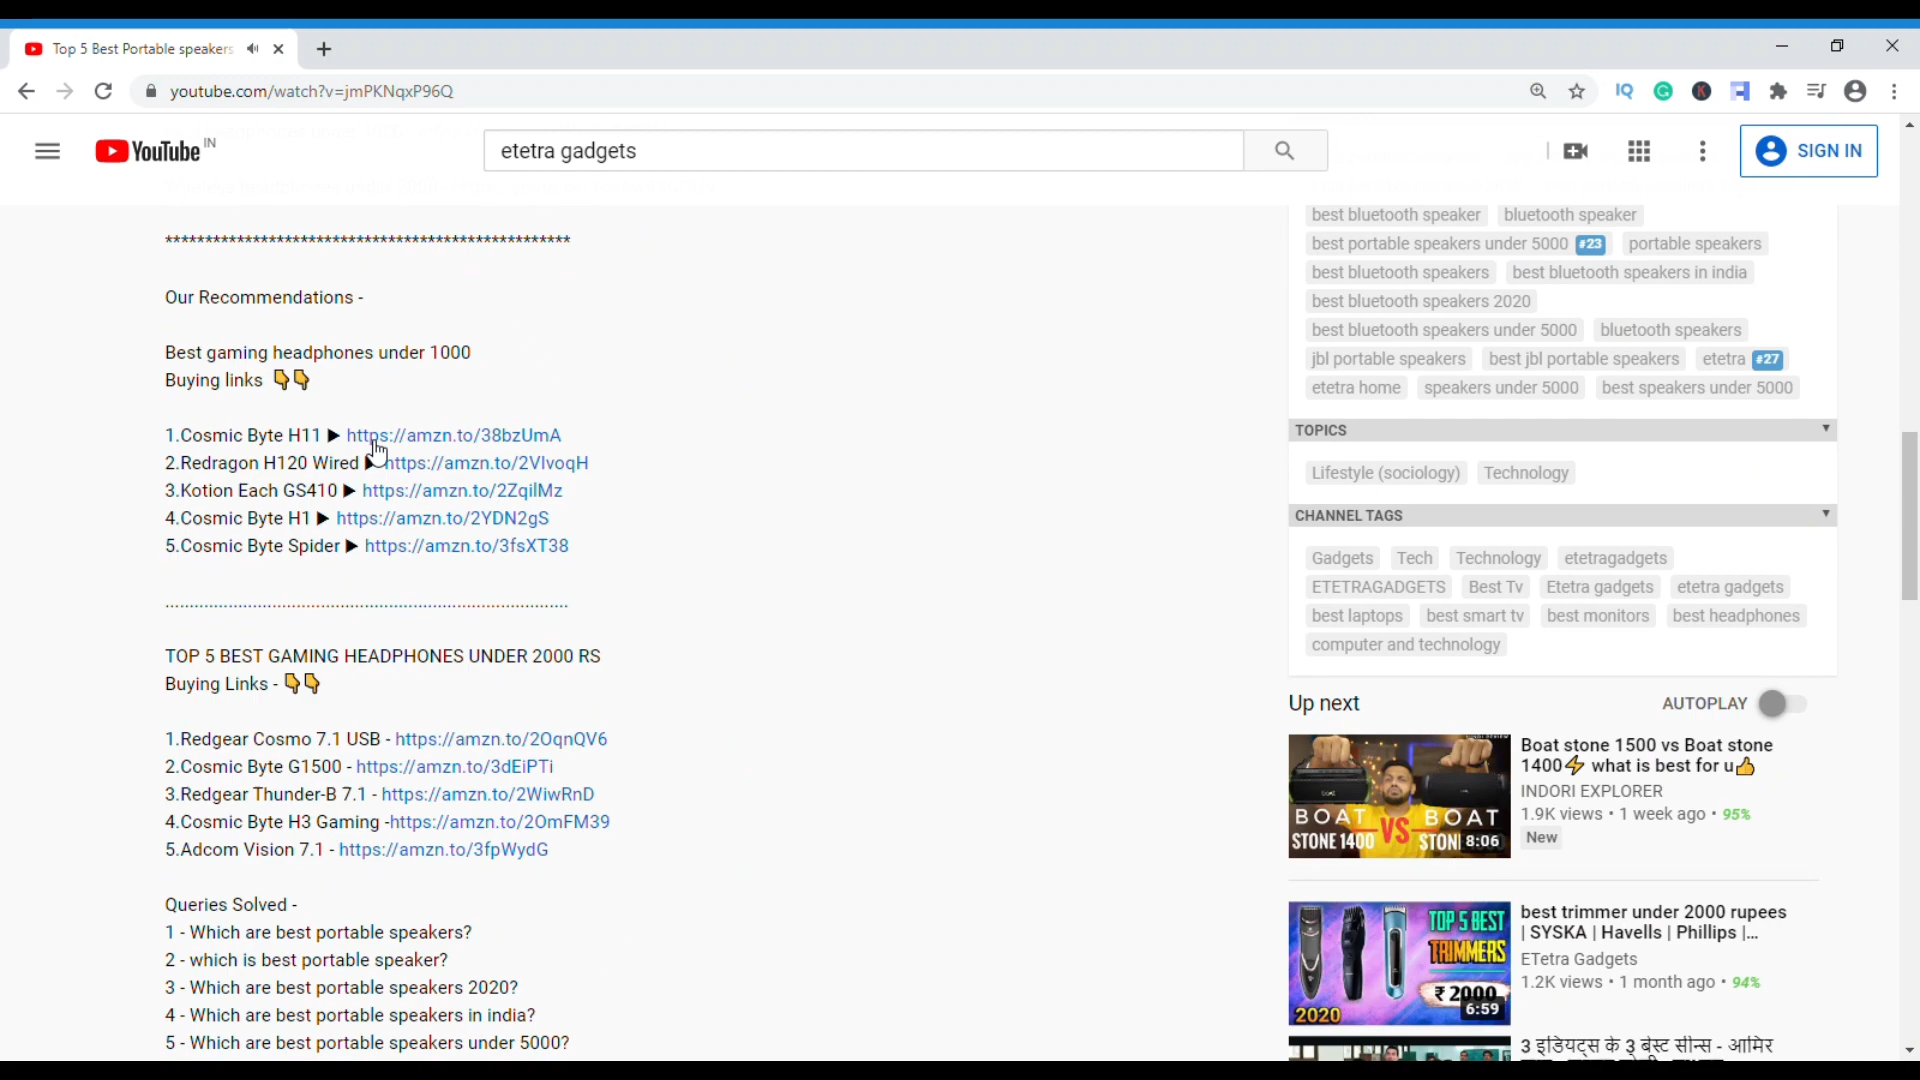 Top 5 Best Portable speakers
youtube.com/watch?v=jmPKNqxP96Q
YouTube IN
etetra gadgets
SIGN IN
**************************************************
Our Recommendations -
Best gaming headphones under 1000
Buying links 👇👇
1.Cosmic Byte H11 ▶ https://amzn.to/38bzUmA
2.Redragon H120 Wired ▶ https://amzn.to/2VIvoqH
3.Kotion Each GS410 ▶ https://amzn.to/2ZqilMz
4.Cosmic Byte H1 ▶ https://amzn.to/2YDN2gS
5.Cosmic Byte Spider ▶ https://amzn.to/3fsXT38
TOP 5 BEST GAMING HEADPHONES UNDER 2000 RS
Buying Links - 👇👇
1.Redgear Cosmo 7.1 USB - https://amzn.to/2OqnQV6
2.Cosmic Byte G1500 - https://amzn.to/3dEiPTi
3.Redgear Thunder-B 7.1 - https://amzn.to/2WiwRnD
4.Cosmic Byte H3 Gaming -https://amzn.to/2OmFM39
5.Adcom Vision 7.1 - https://amzn.to/3fpWydG
Queries Solved -
1 - Which are best portable speakers?
2 - which is best portable speaker?
3 - Which are best portable speakers 2020?
4 - Which are best portable speakers in india?
5 - Which are best portable speakers under 5000?
best bluetooth speaker bluetooth speaker
best portable speakers under 5000 #23 portable speakers
best bluetooth speakers best bluetooth speakers in india
best bluetooth speakers 2020
best bluetooth speakers under 5000 bluetooth speakers
jbl portable speakers best jbl portable speakers etetra #27
etetra home speakers under 5000 best speakers under 5000
TOPICS
Lifestyle (sociology) Technology
CHANNEL TAGS
Gadgets Tech Technology etetragadgets
ETETRAGADGETS Best Tv Etetra gadgets etetra gadgets
best laptops best smart tv best monitors best headphones
computer and technology
Up next AUTOPLAY
BOAT VS BOAT
STONE 1400 STON 8:06
Boat stone 1500 vs Boat stone
1400⚡ what is best for u👍
INDORI EXPLORER
1.9K views • 1 week ago • 95%
New
TOP 5 BEST
TRIMMERS
₹ 2000
2020 6:59
best trimmer under 2000 rupees
| SYSKA | Havells | Phillips |...
ETetra Gadgets
1.2K views • 1 month ago • 94%
3 इडियट्स के 3 बेस्ट सीन्स - आमिर